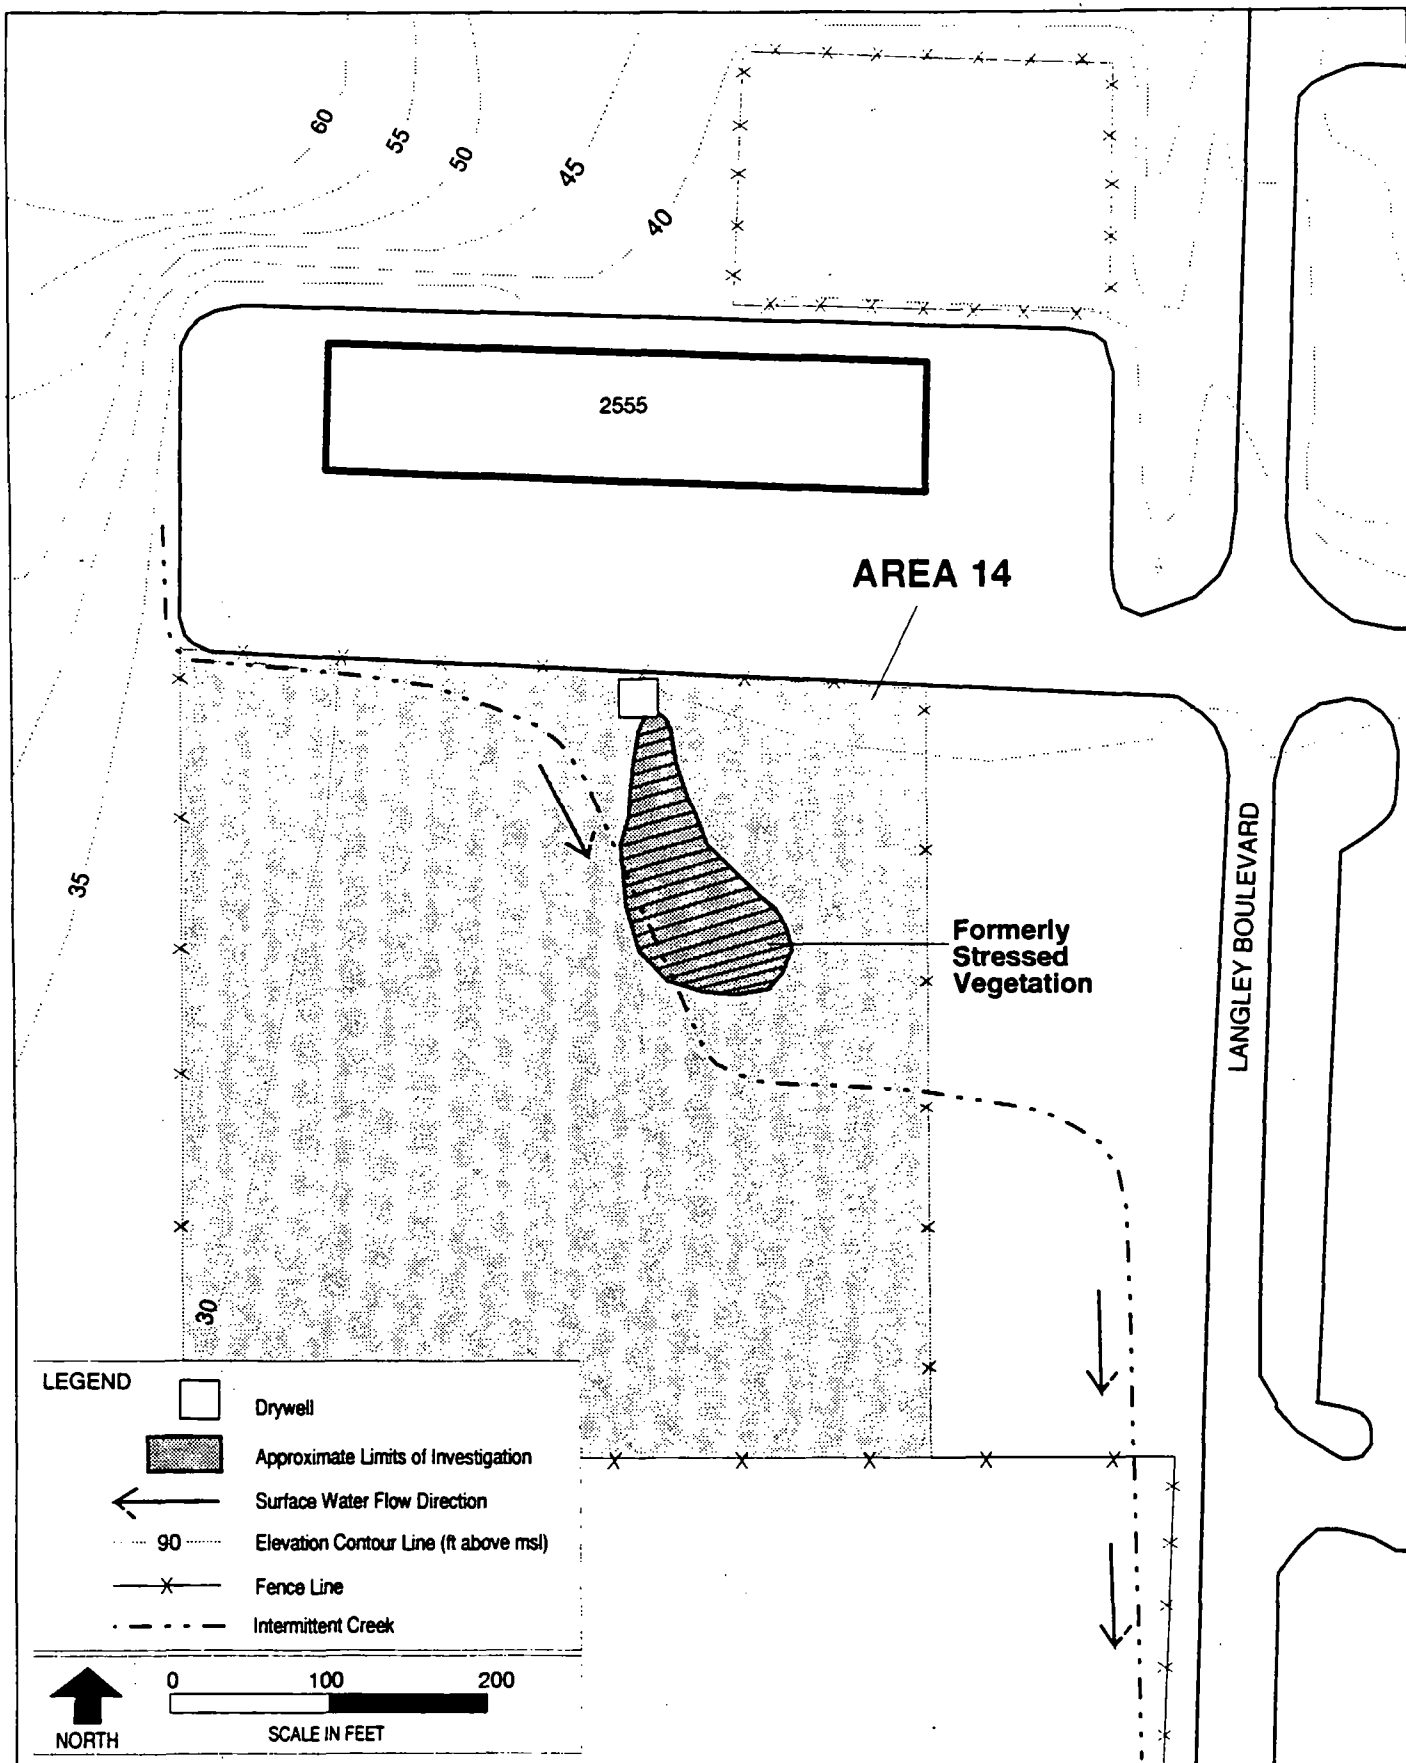 60
55
50
45
40
2555
AREA 14
35
Formerly
Stressed
Vegetation
LANGLEY BOULEVARD
30
LEGEND
Drywell
Approximate Limits of Investigation
Surface Water Flow Direction
90 Elevation Contour Line (ft above msl)
Fence Line
Intermittent Creek
NORTH
0 100 200
SCALE IN FEET